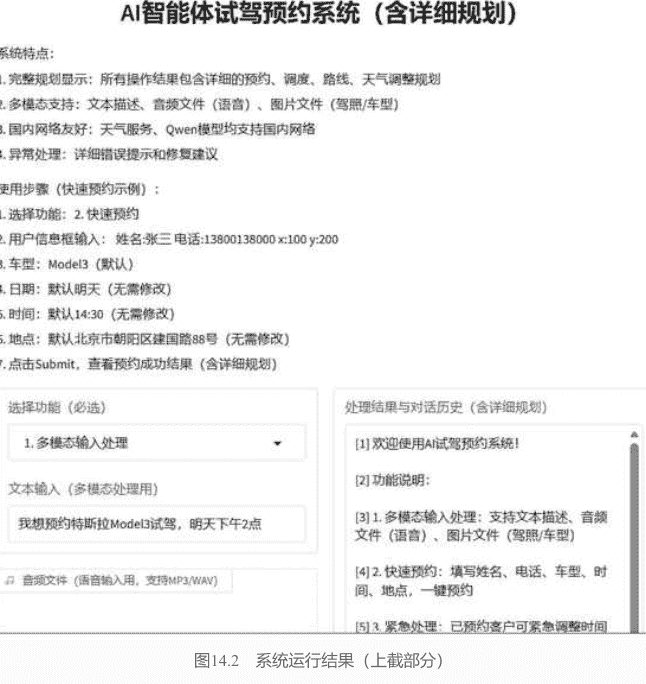 AI智能体试驾预约系统（含详细规划）
系统特点：
1. 完整规划显示：所有操作结果包含详细的预约、调度、路线、天气调整规划
2. 多模态支持：文本描述、音频文件（语音）、图片文件（驾照/车型）
3. 国内网络友好：天气服务、Qwen模型均支持国内网络
4. 异常处理：详细错误提示和修复建议
使用步骤（快速预约示例）：
1. 选择功能：2. 快速预约
2. 用户信息框输入： 姓名:张三 电话:13800138000 x:100 y:200
3. 车型：Model3（默认）
4. 日期：默认明天（无需修改）
5. 时间：默认14:30（无需修改）
6. 地点：默认北京市朝阳区建国路88号（无需修改）
7. 点击Submit，查看预约成功结果（含详细规划）
选择功能（必选）
1. 多模态输入处理
文本输入（多模态处理用）
我想预约特斯拉Model3试驾，明天下午2点
音频文件（语音输入用，支持MP3/WAV）
处理结果与对话历史（含详细规划）
[1] 欢迎使用AI试驾预约系统！
[2] 功能说明：
[3] 1. 多模态输入处理：支持文本描述、音频
文件（语音）、图片文件（驾照/车型）
[4] 2. 快速预约：填写姓名、电话、车型、时
间、地点，一键预约
[5] 3. 紧急处理：已预约客户可紧急调整时间
图14.2 系统运行结果（上截部分）